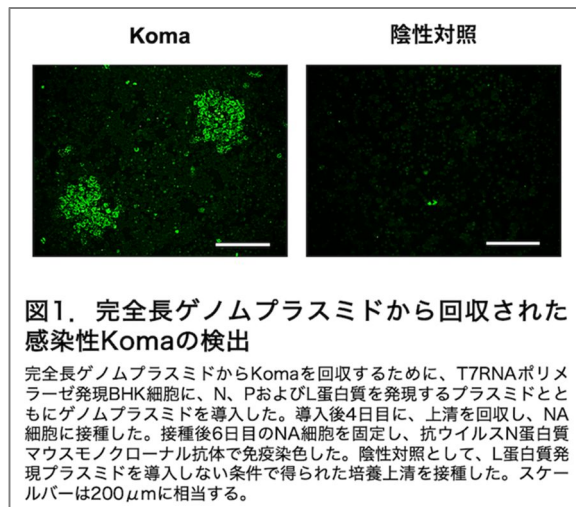 Koma
陰性対照
図1．完全長ゲノムプラスミドから回収された
感染性Komaの検出
完全長ゲノムプラスミドからKomaを回収するために、T7RNAポリメ
ラーゼ発現BHK細胞に、N、PおよびL蛋白質を発現するプラスミドとと
もにゲノムプラスミドを導入した。導入後4日目に、上清を回収し、NA
細胞に接種した。接種後6日目のNA細胞を固定し、抗ウイルスN蛋白質
マウスモノクローナル抗体で免疫染色した。陰性対照として、L蛋白質発
現プラスミドを導入しない条件で得られた培養上清を接種した。スケー
ルバーは200μmに相当する。